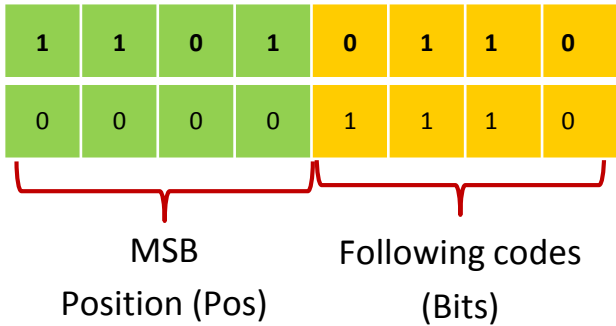 1 1 0 1 0 1 1 0
0 0 0 0 1 1 1 0
MSB
Position (Pos)
Following codes
(Bits)